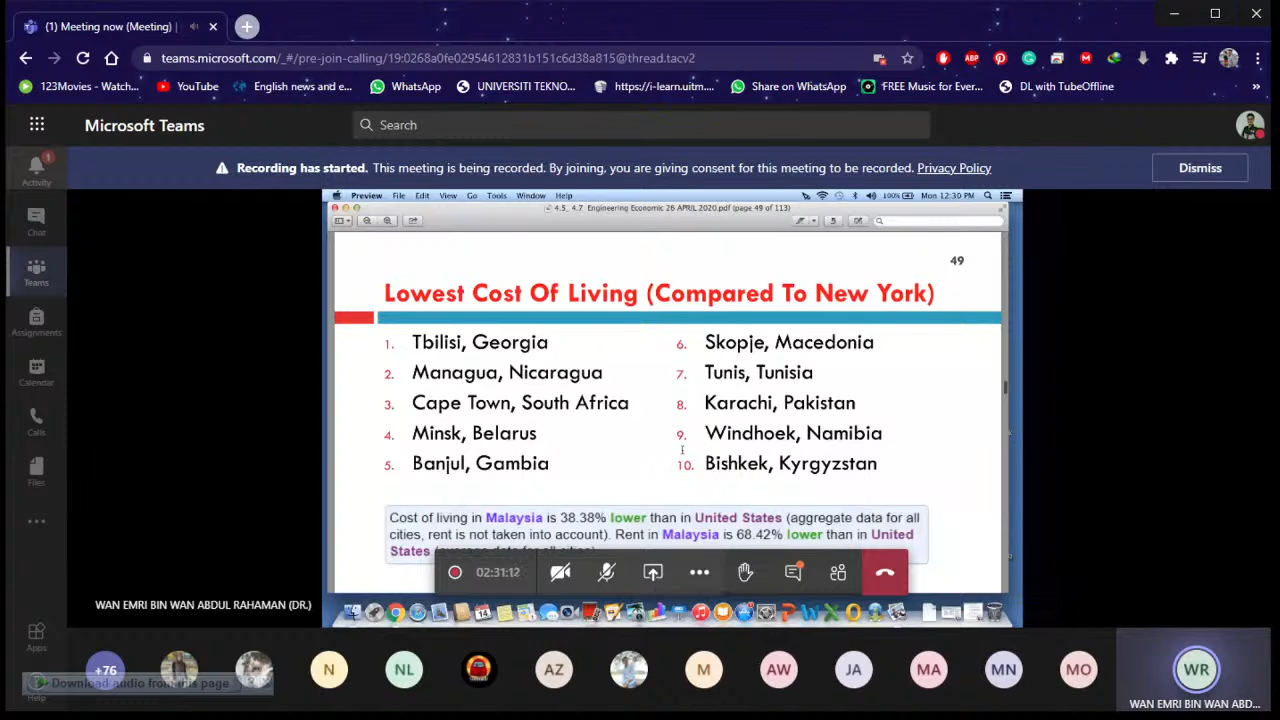 (1) Meeting now (Meeting) |
teams.microsoft.com/_#/pre-join-calling/19:0268a0fe02954612831b151c6d38a815@thread.tacv2
123Movies - Watch...
YouTube
English news and e...
WhatsApp
UNIVERSITI TEKNO...
https://i-learn.uitm....
Share on WhatsApp
FREE Music for Ever...
DL with TubeOffline
Microsoft Teams
Search
Recording has started. This meeting is being recorded. By joining, you are giving consent for this meeting to be recorded. Privacy Policy
Dismiss
Activity
Chat
Teams
Assignments
Calendar
Calls
Files
Apps
Help
Preview File Edit View Go Tools Window Help
100% Mon 12:30 PM
4.5_ 4.7 Engineering Economic 26 APRIL 2020.pdf (page 49 of 113)
49
Lowest Cost Of Living (Compared To New York)
1. Tbilisi, Georgia
2. Managua, Nicaragua
3. Cape Town, South Africa
4. Minsk, Belarus
5. Banjul, Gambia
6. Skopje, Macedonia
7. Tunis, Tunisia
8. Karachi, Pakistan
9. Windhoek, Namibia
10. Bishkek, Kyrgyzstan
Cost of living in Malaysia is 38.38% lower than in United States (aggregate data for all
cities, rent is not taken into account). Rent in Malaysia is 68.42% lower than in United
States
02:31:12
WAN EMRI BIN WAN ABDUL RAHAMAN (DR.)
+76
N
NL
AZ
M
AW
JA
MA
MN
MO
WR
WAN EMRI BIN WAN ABD...
Download audio from this page